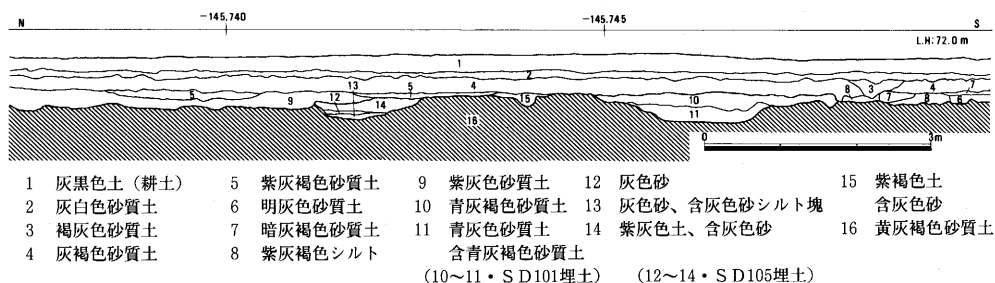 N
-145.740
-145.745
S
L.H:72.0 m
1
2
13 5 4
8 3 4 7
5 9 12 14 15 10 7 8 6
16 11
0 3m
1 灰黒色土（耕土） 5 紫灰褐色砂質土 9 紫灰色砂質土 12 灰色砂 15 紫褐色土
2 灰白色砂質土 6 明灰色砂質土 10 青灰褐色砂質土 13 灰色砂、含灰色砂シルト塊 含灰色砂
3 褐灰色砂質土 7 暗灰褐色砂質土 11 青灰色砂質土 14 紫灰色土、含灰色砂 16 黄灰褐色砂質土
4 灰褐色砂質土 8 紫灰褐色シルト 含青灰褐色砂質土
（10〜11・ＳＤ101埋土） （12〜14・ＳＤ105埋土）